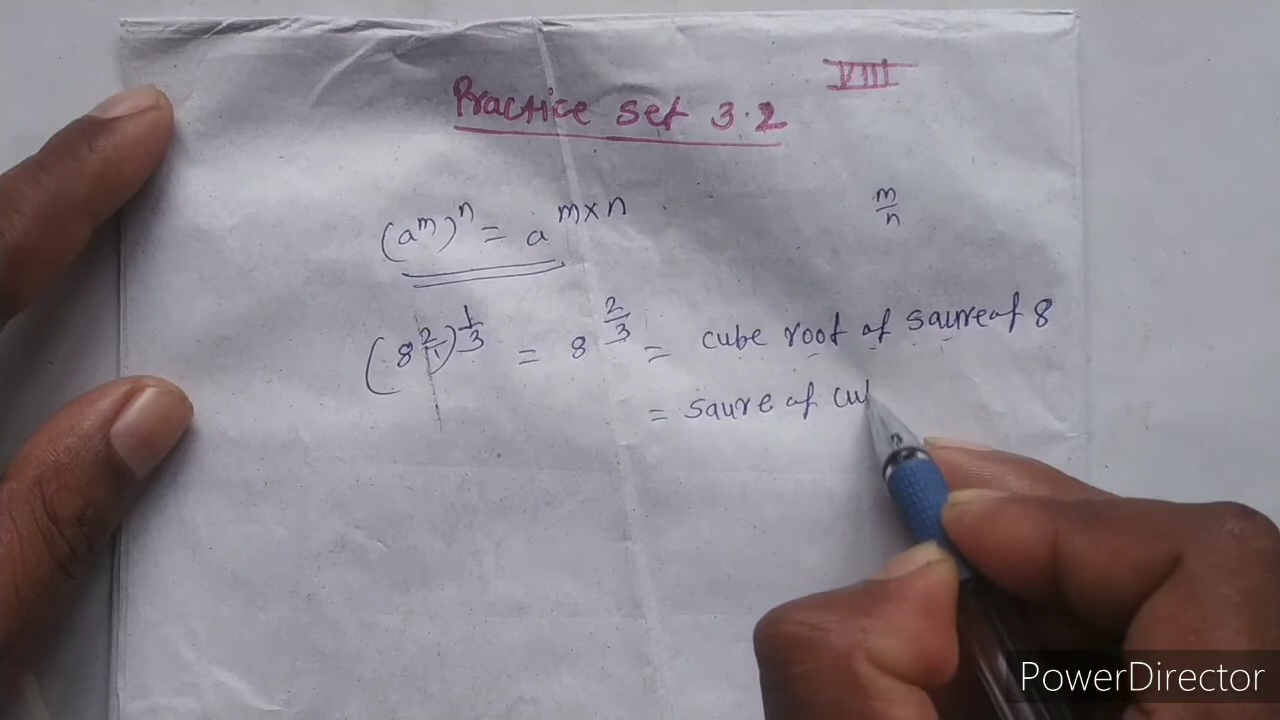 VIII
Practice Set 3.2
(a^m)^n = a^{m×n}
m/n
(8^{2/1})^{1/3} = 8^{2/3} = cube root of saure of 8
= saure of cub
PowerDirector